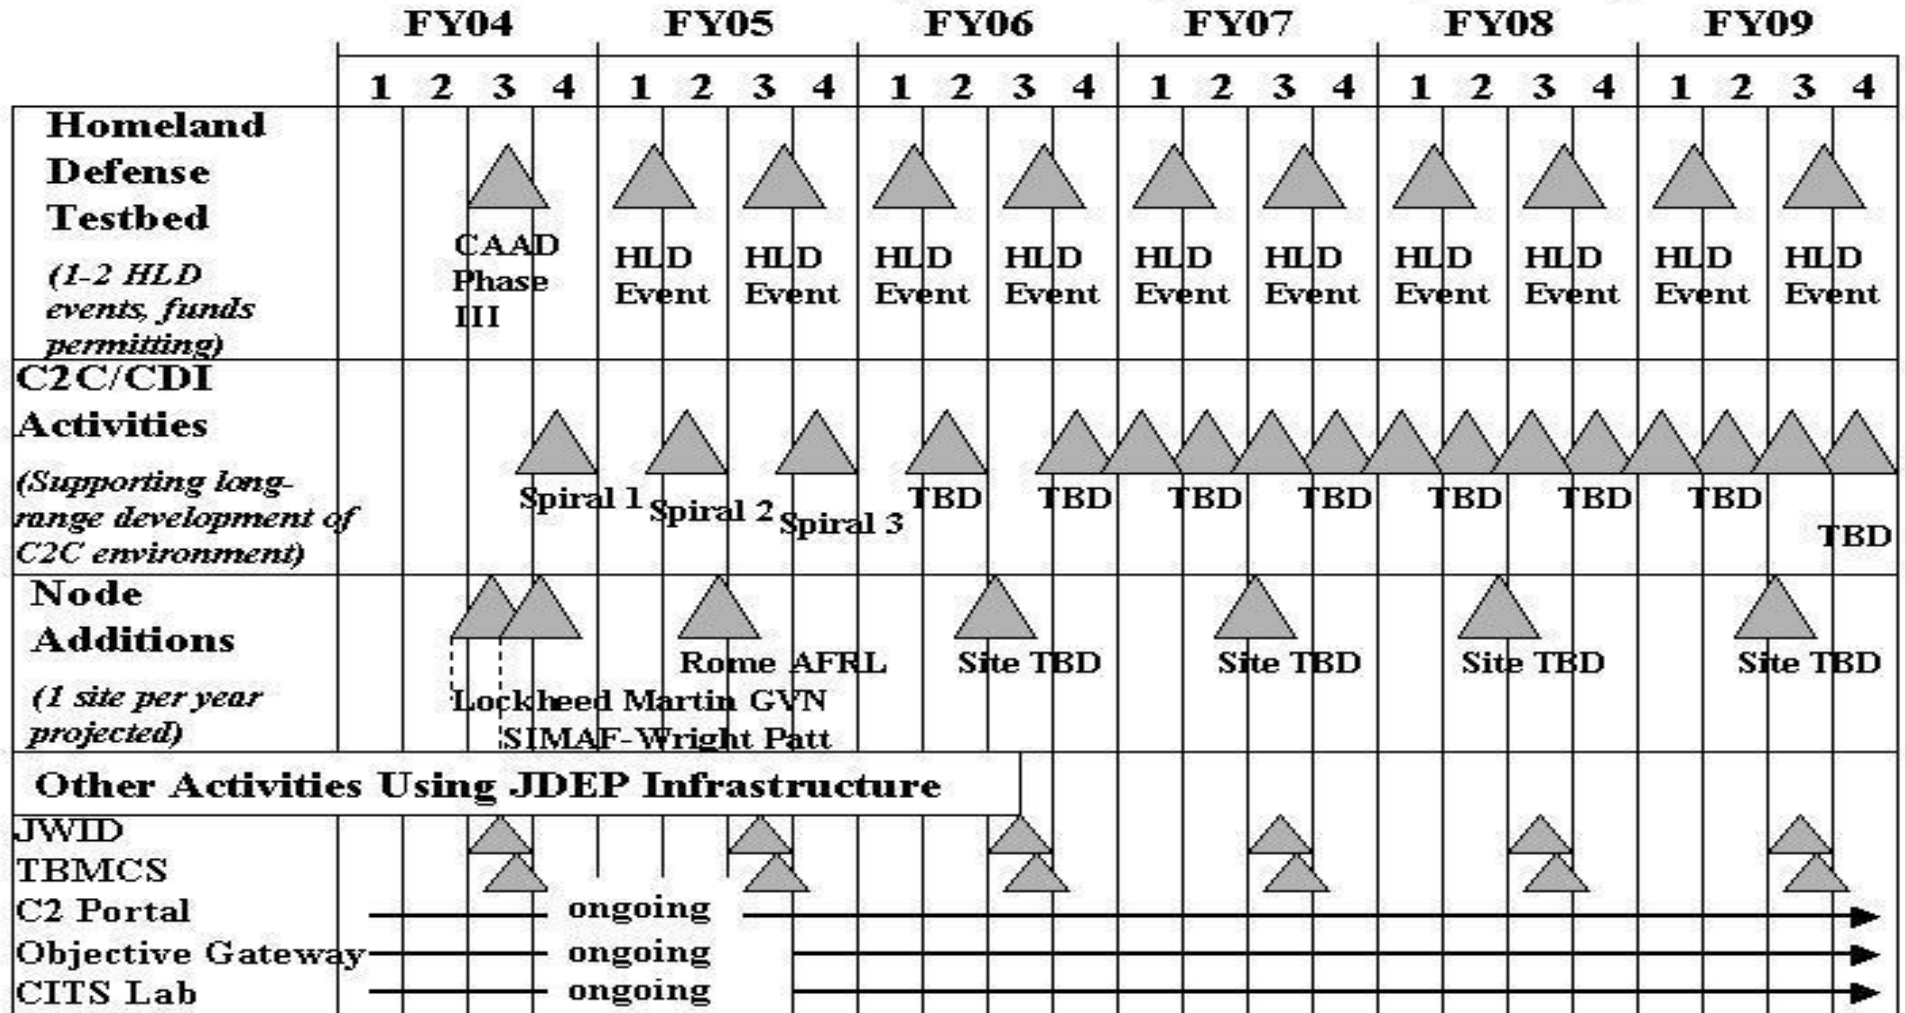 FY04 FY05 FY06 FY07 FY08 FY09
1 2 3 4 1 2 3 4 1 2 3 4 1 2 3 4 1 2 3 4 1 2 3 4
Homeland
Defense
Testbed
(1-2 HLD
events, funds
permitting)
CAAD
Phase
III
HLD
Event
HLD
Event
HLD
Event
HLD
Event
HLD
Event
HLD
Event
HLD
Event
HLD
Event
HLD
Event
HLD
Event
C2C/CDI
Activities
(Supporting long-
range development of
C2C environment)
Spiral 1
Spiral 2
Spiral 3
TBD
TBD
TBD
TBD
TBD
TBD
TBD
TBD
Node
Additions
(1 site per year
projected)
Lockheed Martin GVN
SIMAF-Wright Patt
Rome AFRL
Site TBD
Site TBD
Site TBD
Site TBD
Other Activities Using JDEP Infrastructure
JWID
TBMCS
C2 Portal ongoing
Objective Gateway ongoing
CITS Lab ongoing